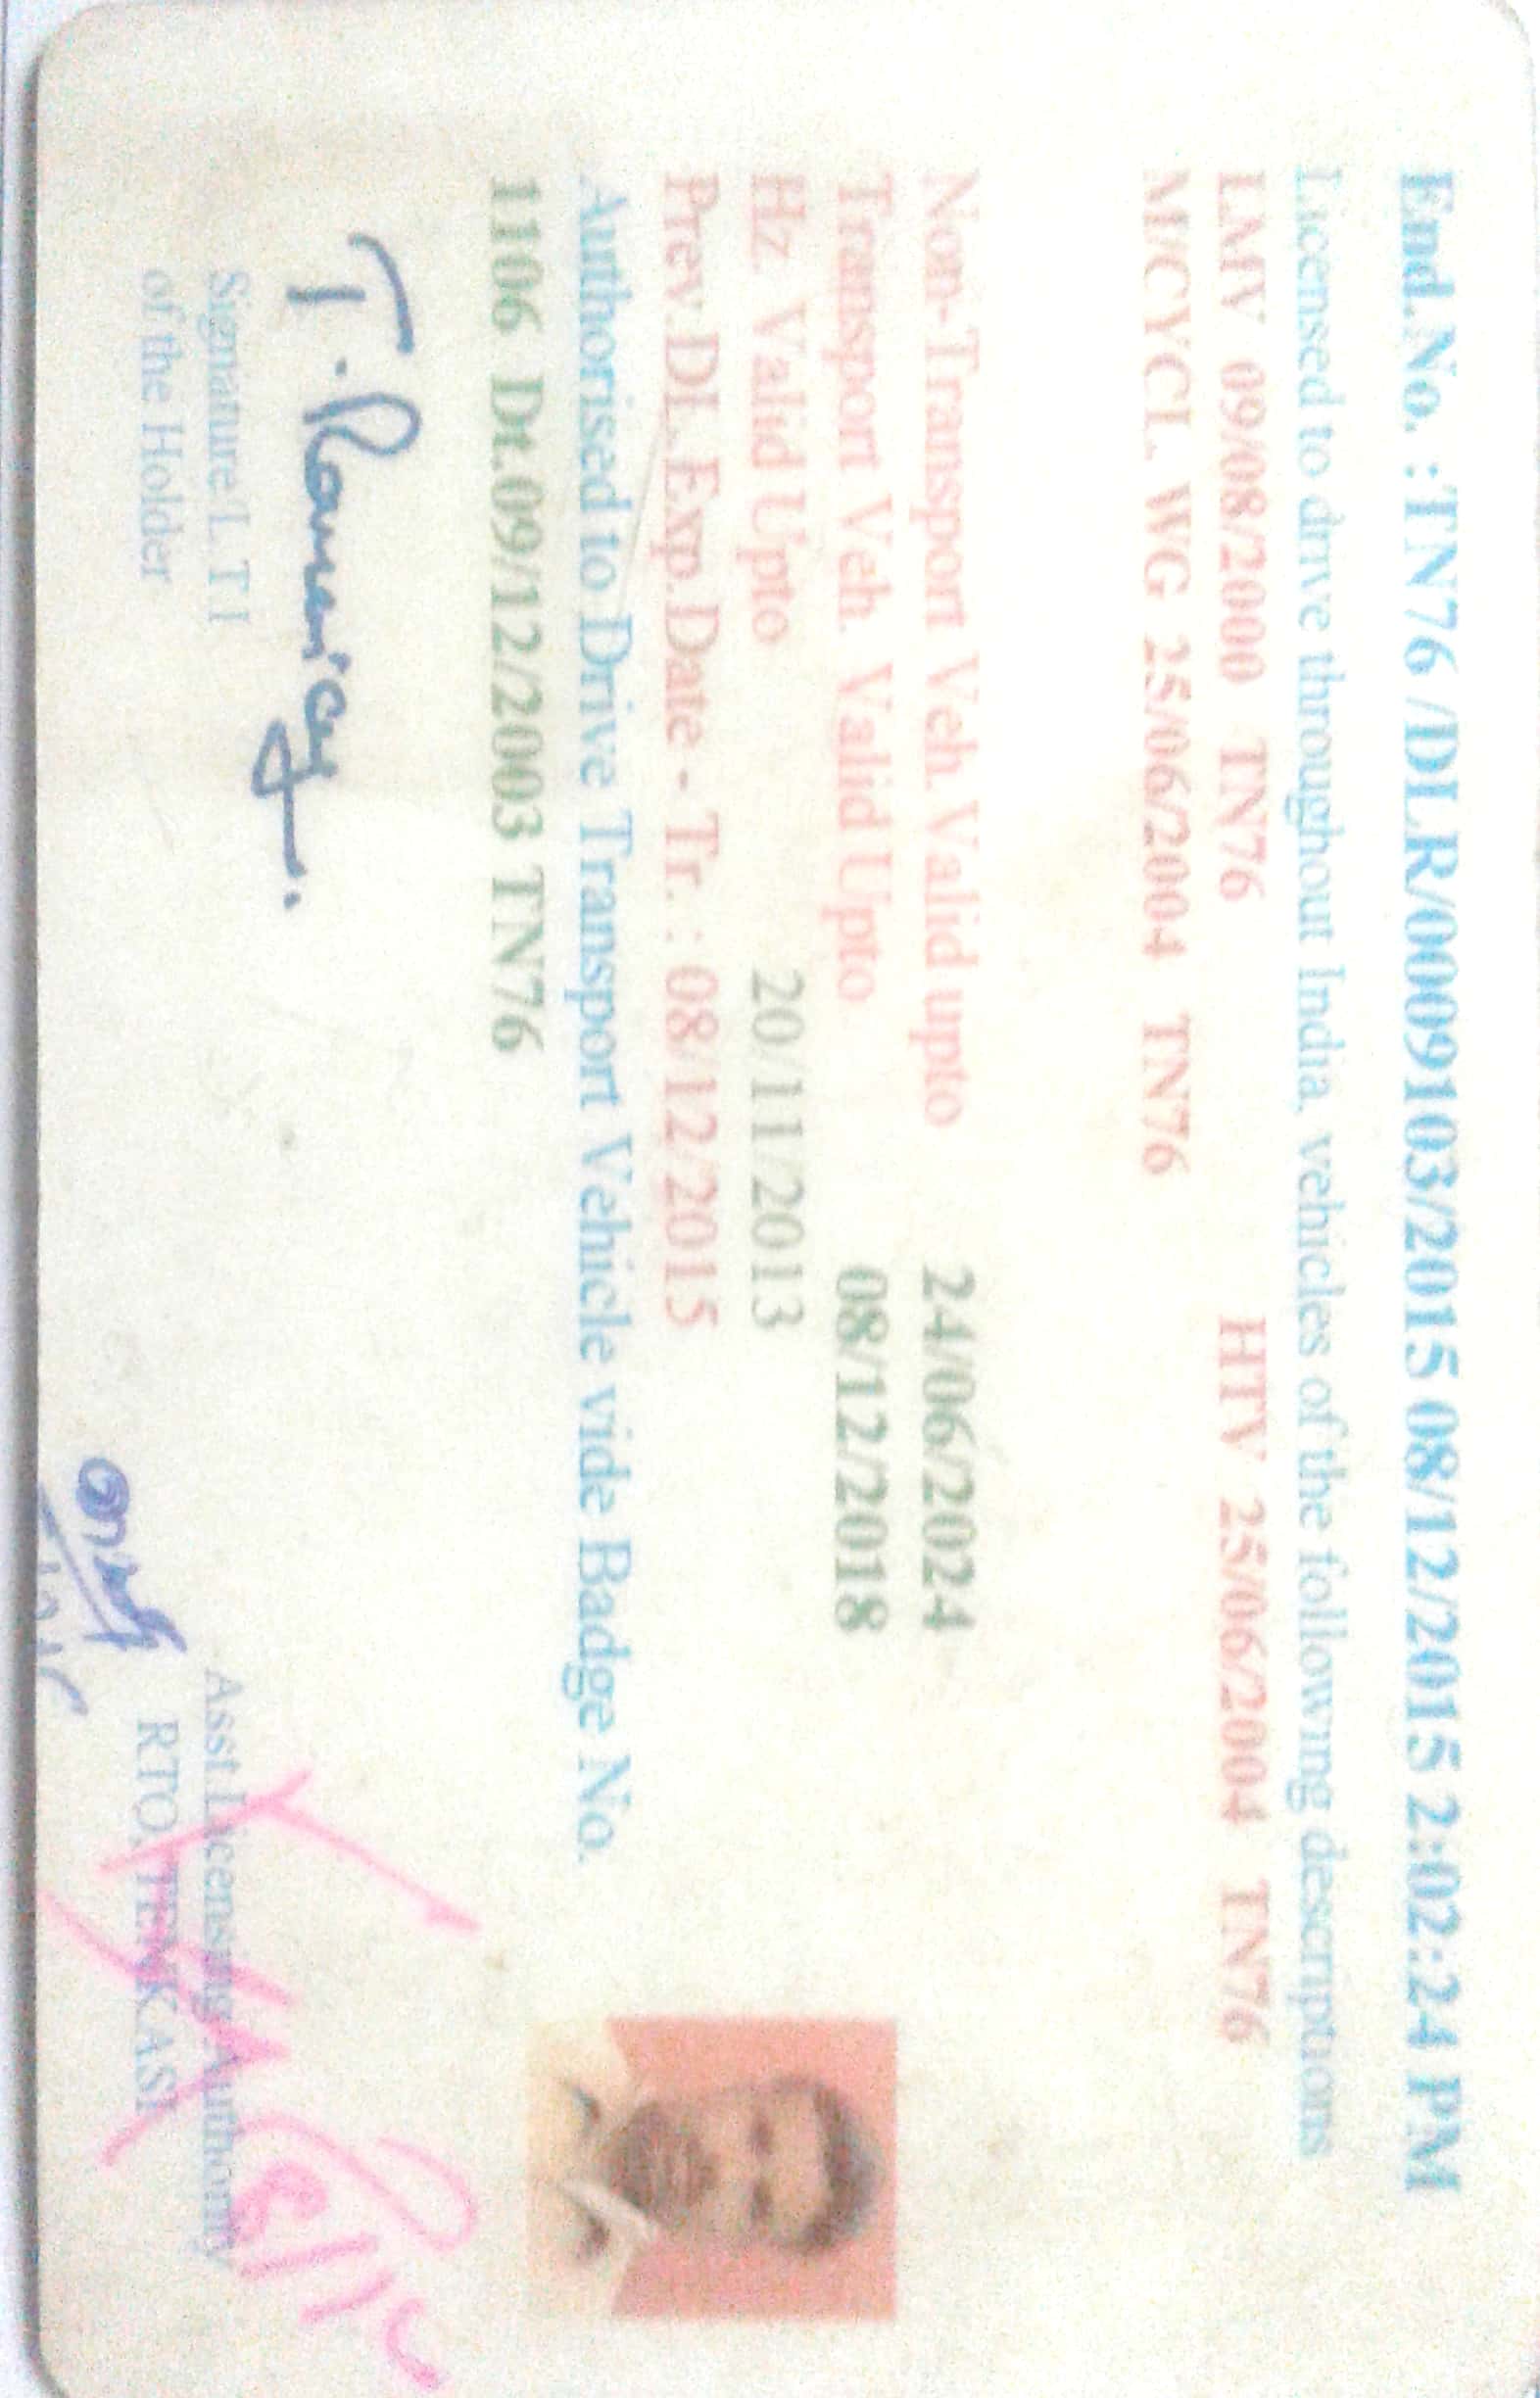 End.No. :TN76 /DLR/0009103/2015 08/12/2015 2:02:24 PM
Licensed to drive throughout India, vehicles of the following descriptions
LMV 09/08/2000 TN76 HTV 25/06/2004 TN76
M/CYCL. WG 25/06/2004 TN76
Non-Transport Veh. Valid upto 24/06/2024
Transport Veh. Valid Upto 08/12/2018
Hz. Valid Upto 20/11/2013
Prev.DL.Exp.Date - Tr. : 08/12/2015
Authorised to Drive Transport Vehicle vide Badge No.
1106 Dt.09/12/2003 TN76
Signature/L.T.I
of the Holder
Asst Licensing Authority
RTO, TENKASI